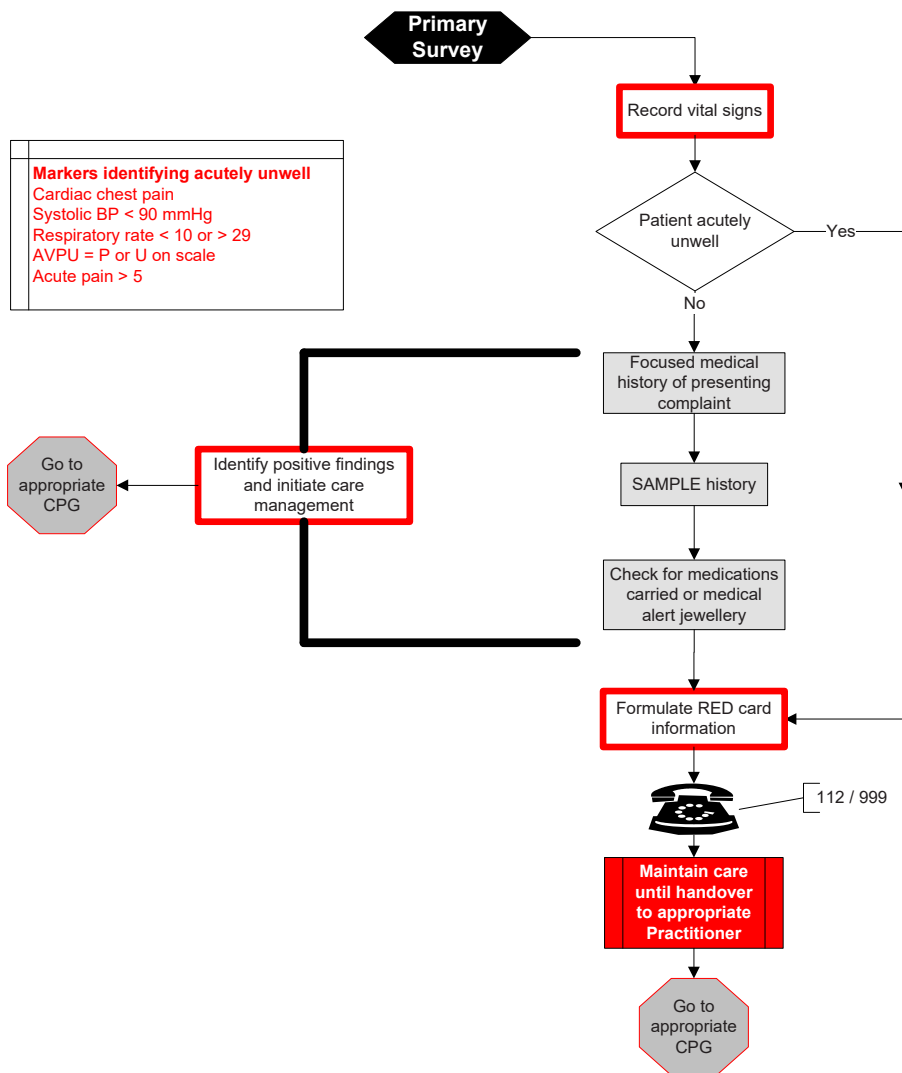 Primary
Survey
Record vital signs
Markers identifying acutely unwell
Cardiac chest pain
Systolic BP < 90 mmHg
Respiratory rate < 10 or > 29
AVPU = P or U on scale
Acute pain > 5
Patient acutely
unwell
Yes
No
Focused medical
history of presenting
complaint
Go to
appropriate
CPG
Identify positive findings
and initiate care
management
SAMPLE history
Check for medications
carried or medical
alert jewellery
Formulate RED card
information
112 / 999
Maintain care
until handover
to appropriate
Practitioner
Go to
appropriate
CPG